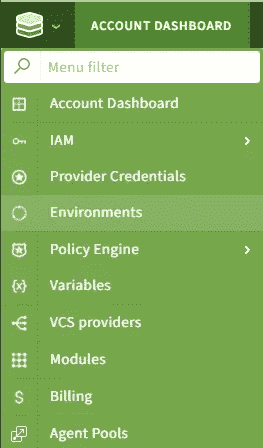 ACCOUNT DASHBOARD
Menu filter
Account Dashboard
IAM
Provider Credentials
Environments
Policy Engine
Variables
VCS providers
Modules
Billing
Agent Pools